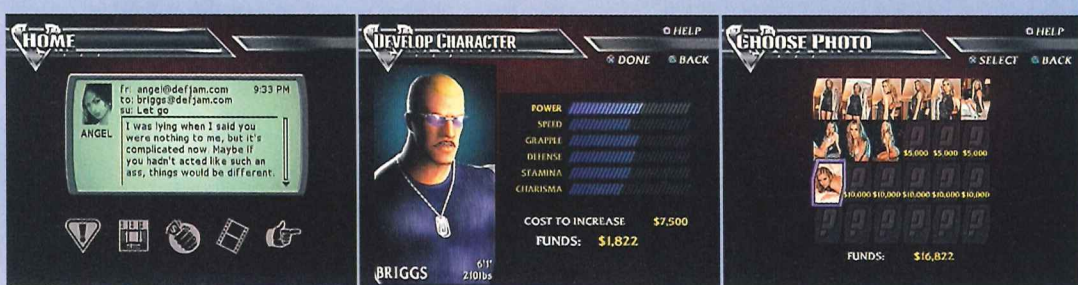 HOME
fr: angel@defjam.com 9:33 PM
to: briggs@defjam.com
su: Let go
ANGEL
I was lying when I said you
were nothing to me, but it's
complicated now. Maybe if
you hadn't acted like such an
ass, things would be different.
DEVELOP CHARACTER
HELP
DONE BACK
POWER
SPEED
GRAPPLE
DEFENSE
STAMINA
CHARISMA
COST TO INCREASE $7,500
FUNDS: $1,822
BRIGGS
6'1"
210lbs
CHOOSE PHOTO
HELP
SELECT BACK
$5,000 $5,000 $5,000
$10,000 $10,000 $10,000 $10,000 $10,000
? ? ? ? ? ?
FUNDS: $16,822